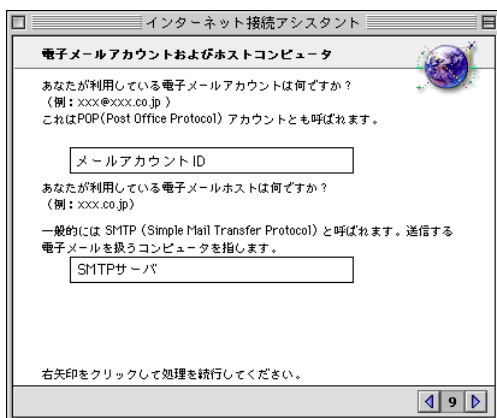 インターネット接続アシスタント
電子メールアカウントおよびホストコンピュータ
あなたが利用している電子メールアカウントは何ですか？
（例：xxx@xxx.co.jp ）
これはPOP(Post Office Protocol) アカウントとも呼ばれます。
メールアカウントID
あなたが利用している電子メールホストは何ですか？
（例：xxx.co.jp)
一般的には SMTP (Simple Mail Transfer Protocol) と呼ばれます。送信する
電子メールを扱うコンピュータを指します。
SMTPサーバ
右矢印をクリックして処理を続行してください。
9